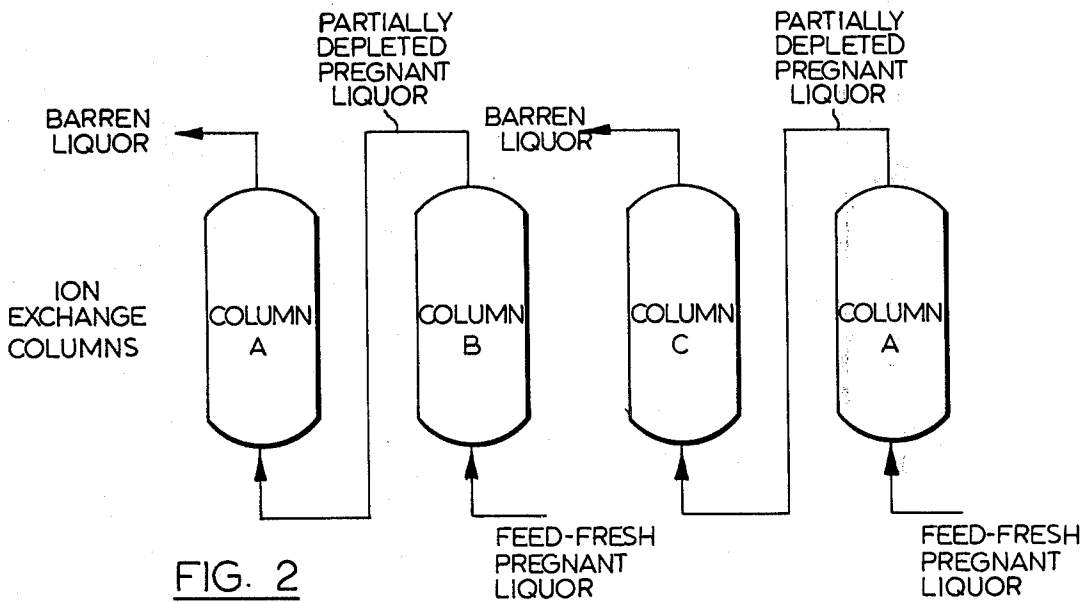 PARTIALLY
DEPLETED
PREGNANT
LIQUOR
PARTIALLY
DEPLETED
PREGNANT
LIQUOR
BARREN
LIQUOR
BARREN
LIQUOR
ION
EXCHANGE
COLUMNS
COLUMN
A
COLUMN
B
COLUMN
C
COLUMN
A
FEED-FRESH
PREGNANT
LIQUOR
FEED-FRESH
PREGNANT
LIQUOR
FIG. 2